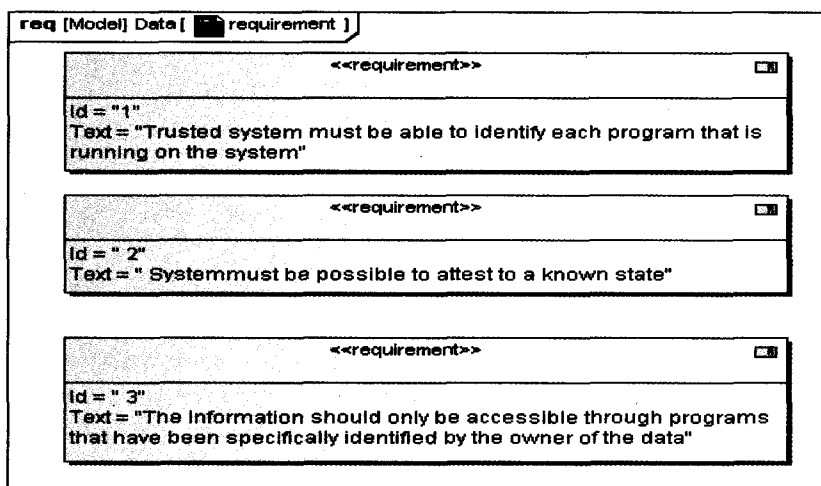 req [Model] Data [ requirement ]
<<requirement>>
Id = "1"
Text = "Trusted system must be able to identify each program that is
running on the system"
<<requirement>>
Id = " 2"
Text = " Systemmust be possible to attest to a known state"
<<requirement>>
Id = " 3"
Text = "The information should only be accessible through programs
that have been specifically identified by the owner of the data"